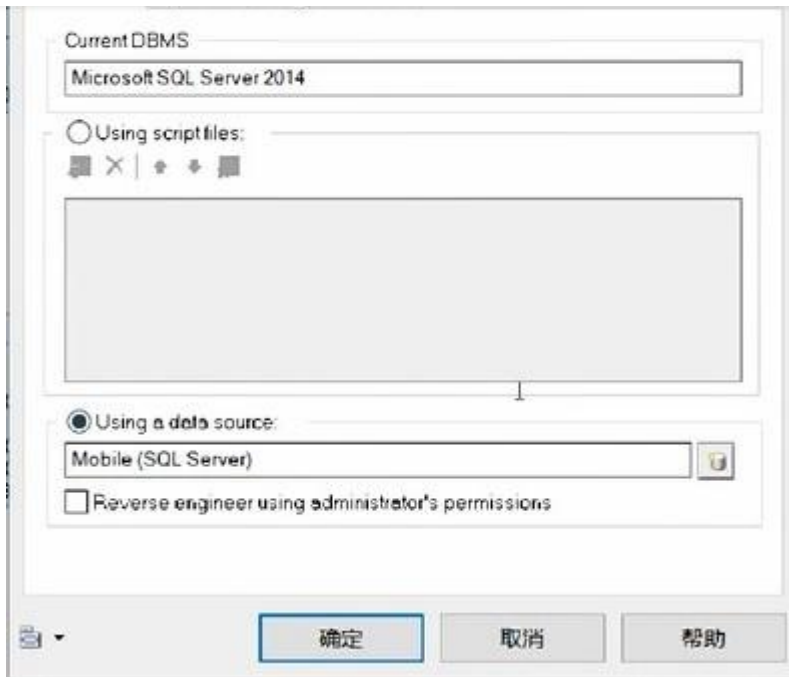 Current DBMS
Microsoft SQL Server 2014
Using script files:
Using a data source:
Mobile (SQL Server)
Reverse engineer using administrator's permissions
确定 取消 帮助